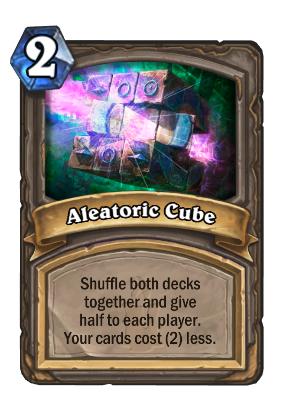 2
Aleatoric Cube
Shuffle both decks
together and give
half to each player.
Your cards cost (2) less.